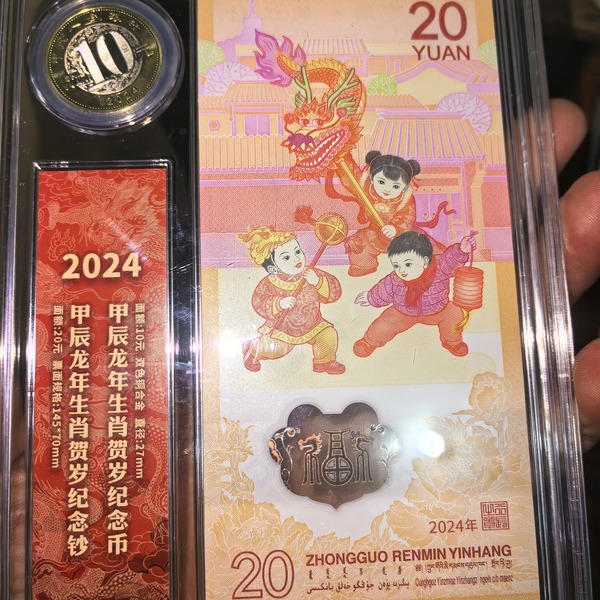 10
20
YUAN
2024
甲辰龙年生肖贺岁纪念币
面额:10元 双色铜合金 直径:27mm
甲辰龙年生肖贺岁纪念钞
面额:20元 票面规格:145*70mm
福
2024年
20
ZHONGGUO RENMIN YINHANG